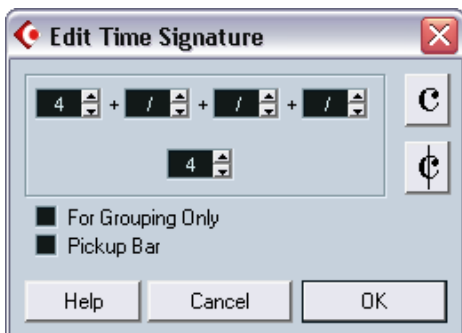 Edit Time Signature
4 + / + / + /
4
For Grouping Only
Pickup Bar
Help Cancel OK